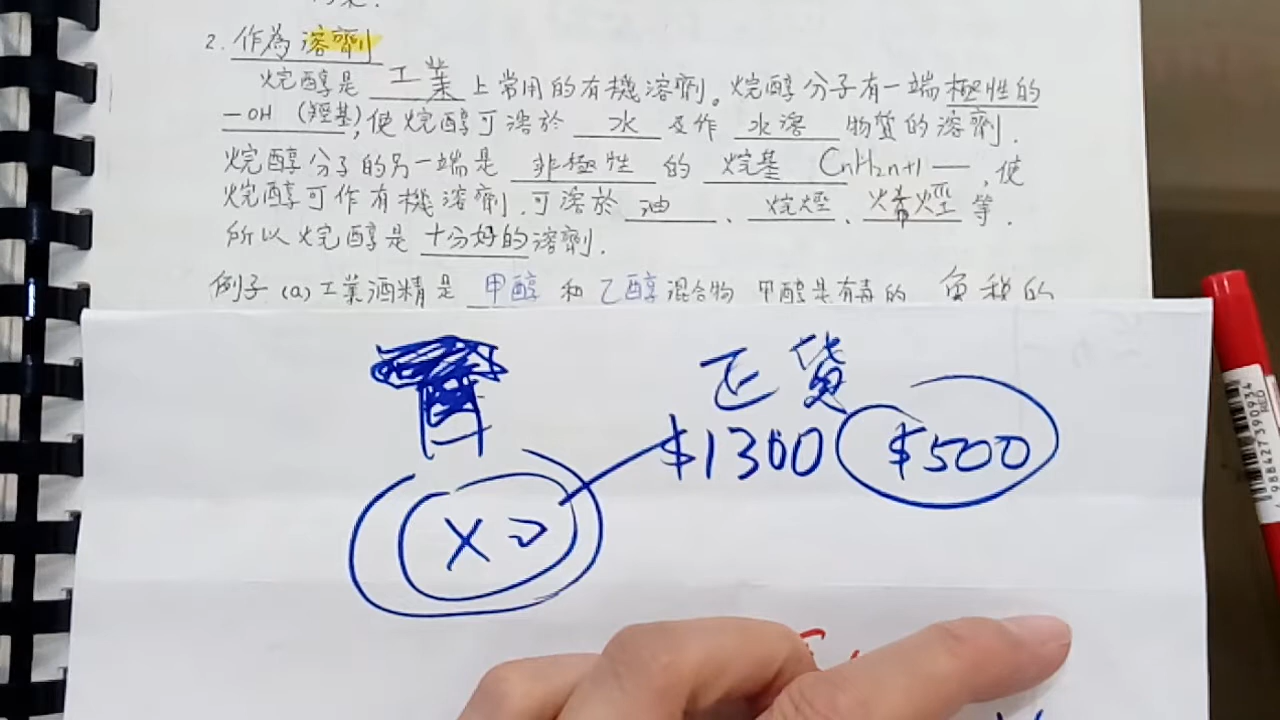 2. 作為溶劑
烷醇是 工業 上常用的有機溶劑。烷醇分子有一端極性的
—OH (羥基),使烷醇可溶於 水 及作 水溶 物質的溶劑.
烷醇分子的另一端是 非極性 的 烷基 CnH2n+1—,使
烷醇可作有機溶劑.可溶於 油 、 烷烴 、烯烴 等.
所以烷醇是 十分好的溶劑.
例子(a)工業酒精是 甲醇 和 乙醇 混合物 甲醇是有毒的
正貨
$1300 $500
X O
9884273909 34
RED